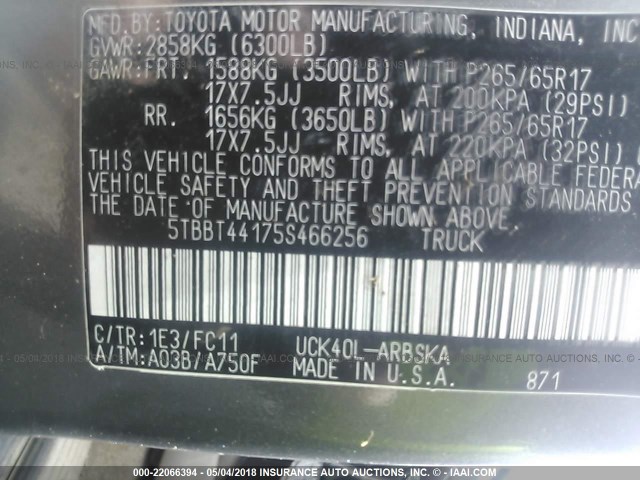 MFD. BY: TOYOTA MOTOR MANUFACTURING, INDIANA, INC
GVWR: 2858KG (6300LB)
GAWR: FRT. 1588KG (3500LB) WITH P265/65R17
17X7.5JJ RIMS, AT 200KPA (29PSI)
RR. 1656KG (3650LB) WITH P265/65R17
17X7.5JJ RIMS, AT 220KPA (32PSI)
THIS VEHICLE CONFORMS TO ALL APPLICABLE FEDERA
VEHICLE SAFETY AND THEFT PREVENTION STANDARDS
THE DATE OF MANUFACTURE SHOWN ABOVE.
5TBBT44175S466256 TRUCK
C/TR: 1E3/FC11 UCK40L-ARBSKA
A/TM: A03B/A750F MADE IN U.S.A.
871
000-22066394 - 05/04/2018 - INSURANCE AUTO AUCTIONS, INC. - © - IAAI.COM